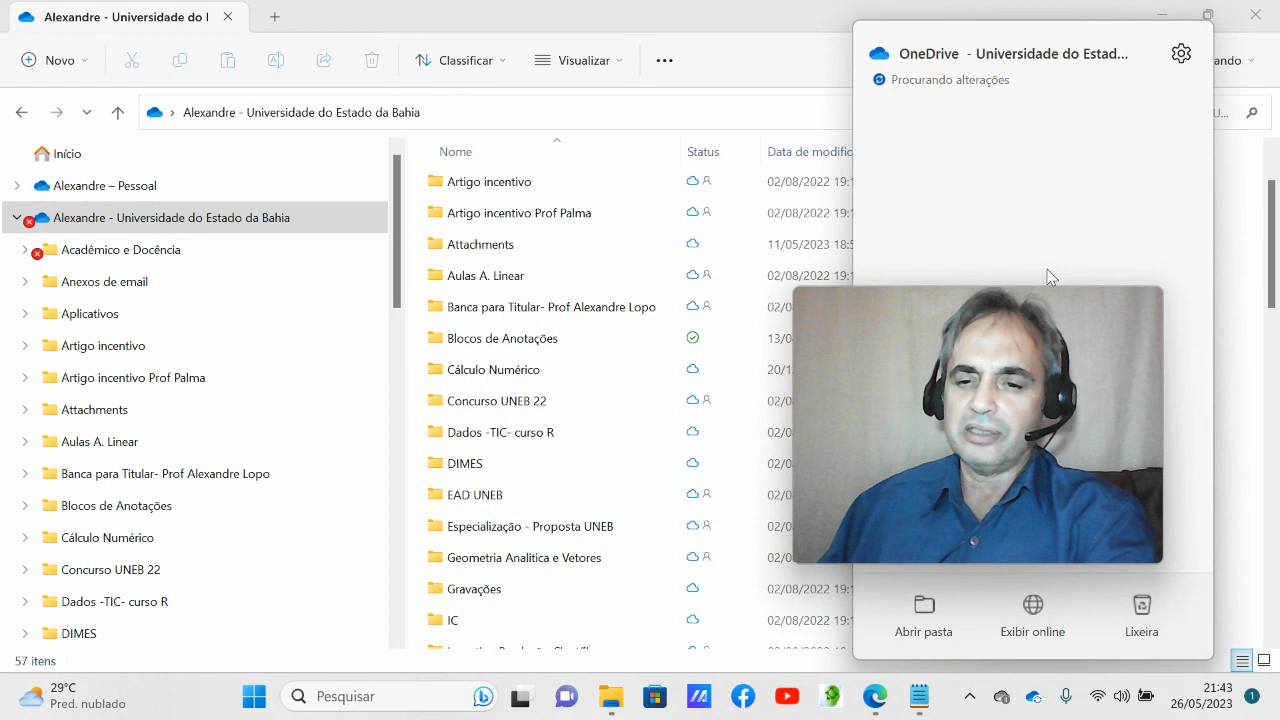 Alexandre - Universidade do I
Novo
Classificar
Visualizar
Alexandre - Universidade do Estado da Bahia
Início
Alexandre – Pessoal
Alexandre - Universidade do Estado da Bahia
Acadêmico e Docência
Anexos de email
Aplicativos
Artigo incentivo
Artigo incentivo Prof Palma
Attachments
Aulas A. Linear
Banca para Titular- Prof Alexandre Lopo
Blocos de Anotações
Cálculo Numérico
Concurso UNEB 22
Dados -TIC- curso R
DIMES
57 itens
Nome Status Data de modific
Artigo incentivo 02/08/2022 19:1
Artigo incentivo Prof Palma 02/08/2022 19:1
Attachments 11/05/2023 18:5
Aulas A. Linear 02/08/2022 19:1
Banca para Titular- Prof Alexandre Lopo 02/0
Blocos de Anotações 13/0
Cálculo Numérico 20/1
Concurso UNEB 22 02/0
Dados -TIC- curso R 02/0
DIMES 02/0
EAD UNEB 02/0
Especialização - Proposta UNEB 02/0
Geometria Analítica e Vetores 02/0
Gravações 02/08/2022 19:1
IC 02/08/2022 19:1
OneDrive - Universidade do Estad...
Procurando alterações
ando
U...
Abrir pasta
Exibir online
Lixeira
29°C
Pred. nublado
Pesquisar
21:43
26/05/2023
1